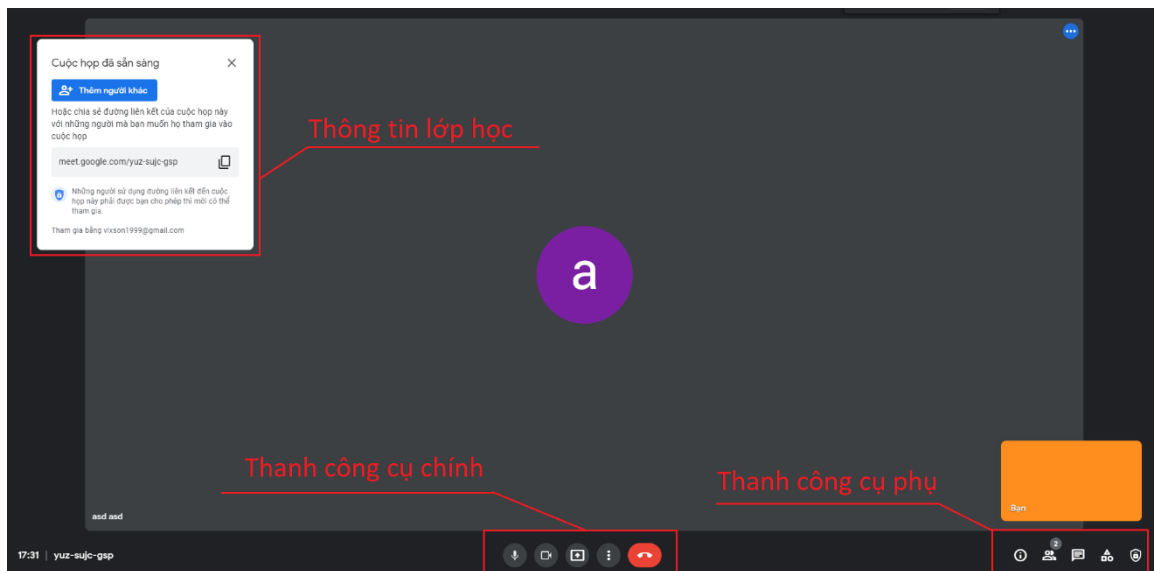 Cuộc họp đã sẵn sàng
Thêm người khác
Hoặc chia sẻ đường liên kết của cuộc họp này
với những người mà bạn muốn họ tham gia vào
cuộc họp
meet.google.com/yuz-sujc-gsp
Những người sử dụng đường liên kết đến cuộc
họp này phải được bạn cho phép thì mới có thể
tham gia.
Tham gia bằng vixson1999@gmail.com
Thông tin lớp học
a
Thanh công cụ chính
Thanh công cụ phụ
Bạn
asd asd
17:31 | yuz-sujc-gsp
2